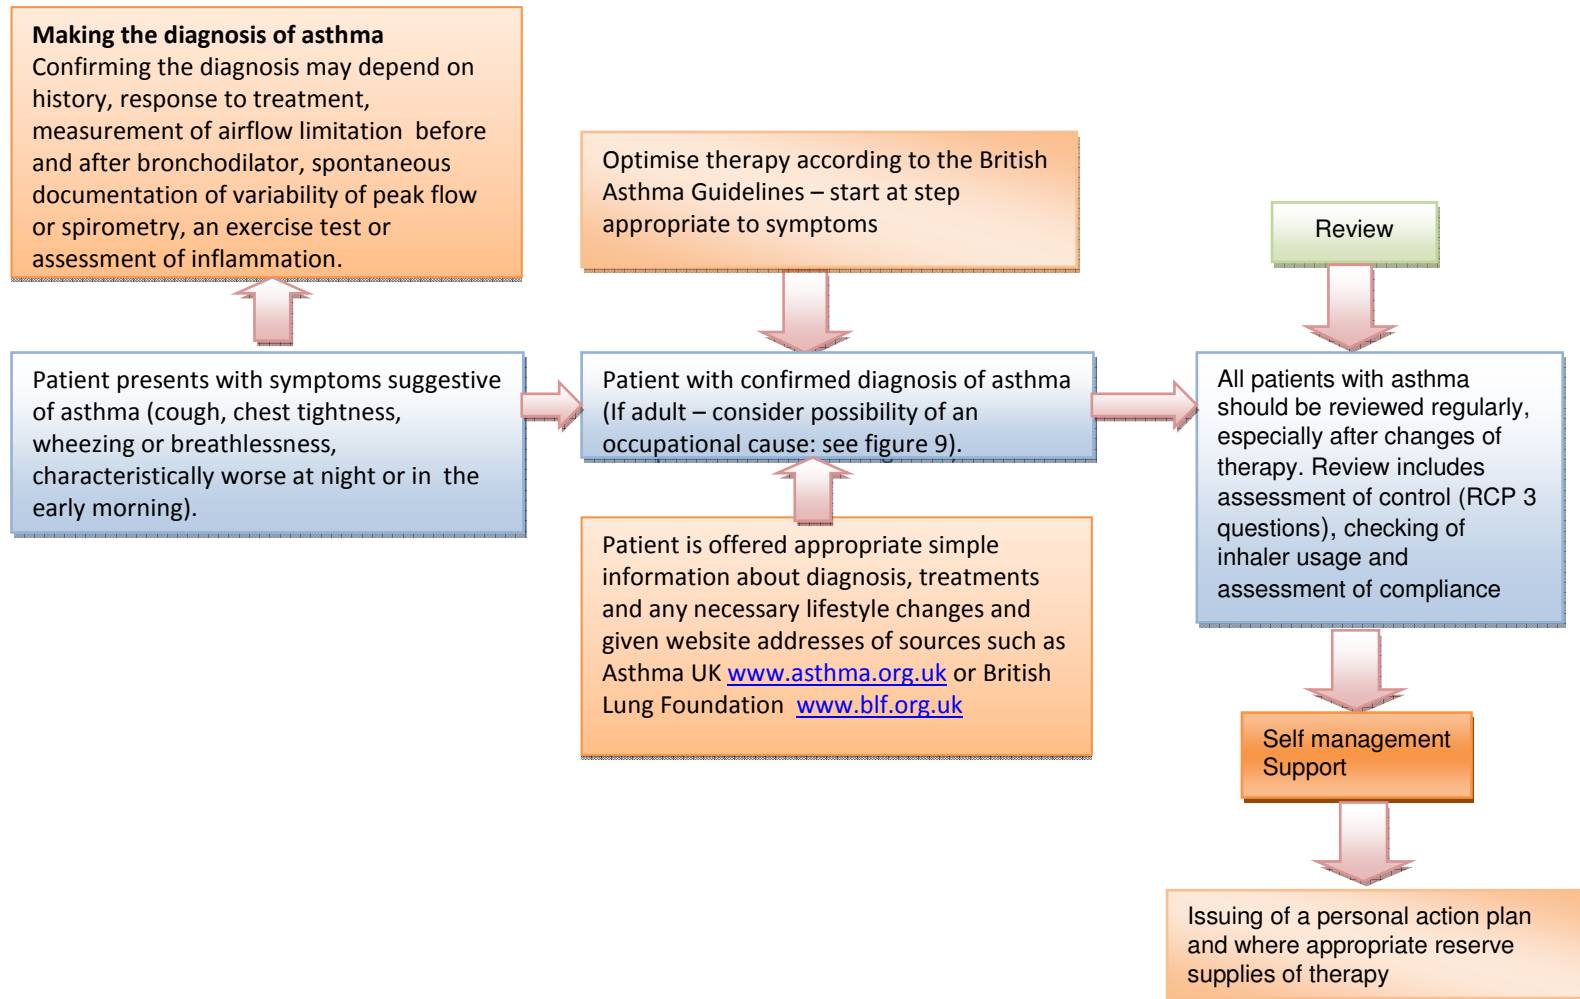 Making the diagnosis of asthma
Confirming the diagnosis may depend on
history, response to treatment,
measurement of airflow limitation before
and after bronchodilator, spontaneous
documentation of variability of peak flow
or spirometry, an exercise test or
assessment of inflammation.
Optimise therapy according to the British
Asthma Guidelines – start at step
appropriate to symptoms
Review
Patient presents with symptoms suggestive
of asthma (cough, chest tightness,
wheezing or breathlessness,
characteristically worse at night or in the
early morning).
Patient with confirmed diagnosis of asthma
(If adult – consider possibility of an
occupational cause: see figure 9).
All patients with asthma
should be reviewed regularly,
especially after changes of
therapy. Review includes
assessment of control (RCP 3
questions), checking of
inhaler usage and
assessment of compliance
Patient is offered appropriate simple
information about diagnosis, treatments
and any necessary lifestyle changes and
given website addresses of sources such as
Asthma UK www.asthma.org.uk or British
Lung Foundation www.blf.org.uk
Self management
Support
Issuing of a personal action plan
and where appropriate reserve
supplies of therapy